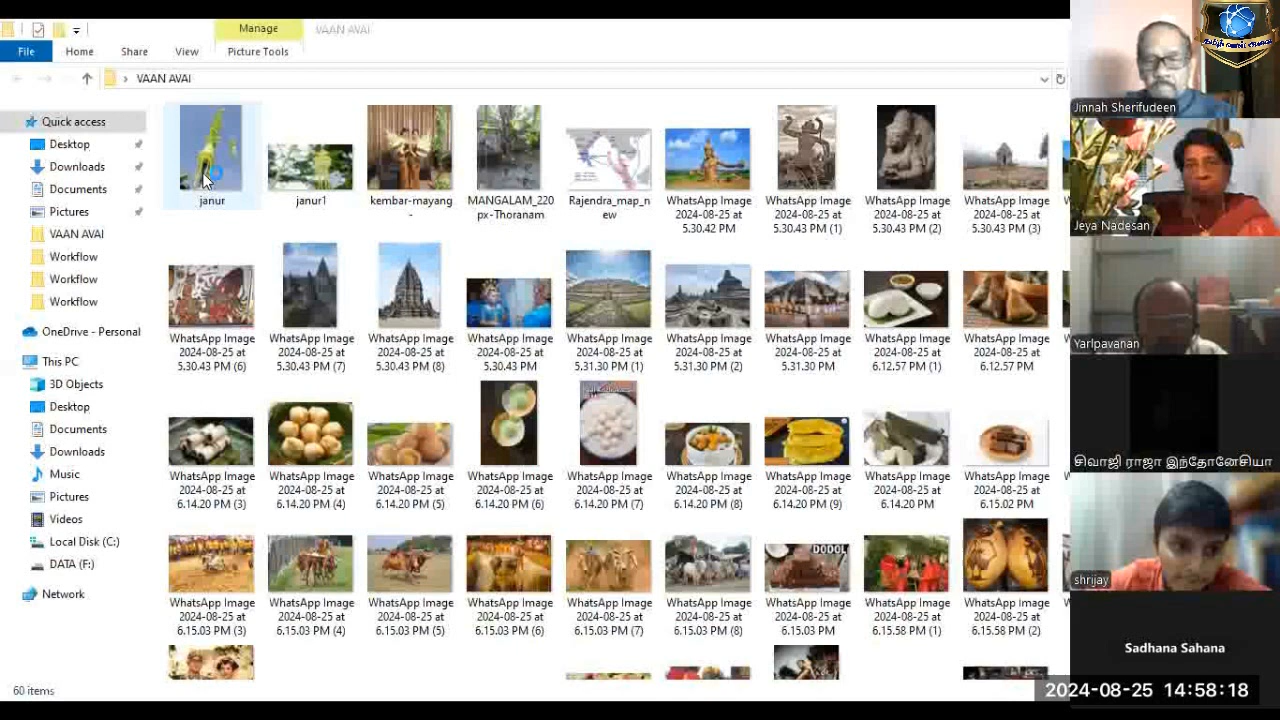 Manage
VAAN AVAI
File
Home
Share
View
Picture Tools
VAAN AVAI
Quick access
Desktop
Downloads
Documents
Pictures
VAAN AVAI
Workflow
Workflow
Workflow
OneDrive - Personal
This PC
3D Objects
Desktop
Documents
Downloads
Music
Pictures
Videos
Local Disk (C:)
DATA (F:)
Network
janur
janur1
kembar-mayang
-
MANGALAM_220
px-Thoranam
Rajendra_map_n
ew
WhatsApp Image
2024-08-25 at
5.30.42 PM
WhatsApp Image
2024-08-25 at
5.30.43 PM (1)
WhatsApp Image
2024-08-25 at
5.30.43 PM (2)
WhatsApp Image
2024-08-25 at
5.30.43 PM (3)
WhatsApp Image
2024-08-25 at
5.30.43 PM (6)
WhatsApp Image
2024-08-25 at
5.30.43 PM (7)
WhatsApp Image
2024-08-25 at
5.30.43 PM (8)
WhatsApp Image
2024-08-25 at
5.30.43 PM
WhatsApp Image
2024-08-25 at
5.31.30 PM (1)
WhatsApp Image
2024-08-25 at
5.31.30 PM (2)
WhatsApp Image
2024-08-25 at
5.31.30 PM
WhatsApp Image
2024-08-25 at
6.12.57 PM (1)
WhatsApp Image
2024-08-25 at
6.12.57 PM
WhatsApp Image
2024-08-25 at
6.14.20 PM (3)
WhatsApp Image
2024-08-25 at
6.14.20 PM (4)
WhatsApp Image
2024-08-25 at
6.14.20 PM (5)
WhatsApp Image
2024-08-25 at
6.14.20 PM (6)
WhatsApp Image
2024-08-25 at
6.14.20 PM (7)
WhatsApp Image
2024-08-25 at
6.14.20 PM (8)
WhatsApp Image
2024-08-25 at
6.14.20 PM (9)
WhatsApp Image
2024-08-25 at
6.14.20 PM
WhatsApp Image
2024-08-25 at
6.15.02 PM
DODOL
WhatsApp Image
2024-08-25 at
6.15.03 PM (3)
WhatsApp Image
2024-08-25 at
6.15.03 PM (4)
WhatsApp Image
2024-08-25 at
6.15.03 PM (5)
WhatsApp Image
2024-08-25 at
6.15.03 PM (6)
WhatsApp Image
2024-08-25 at
6.15.03 PM (7)
WhatsApp Image
2024-08-25 at
6.15.03 PM (8)
WhatsApp Image
2024-08-25 at
6.15.03 PM
WhatsApp Image
2024-08-25 at
6.15.58 PM (1)
WhatsApp Image
2024-08-25 at
6.15.58 PM (2)
60 items
Jinnah Sherifudeen
Jeya Nadesan
Yarlpavanan
சிவாஜி ராஜா இந்தோனேசியா
shrijay
Sadhana Sahana
2024-08-25 14:58:18